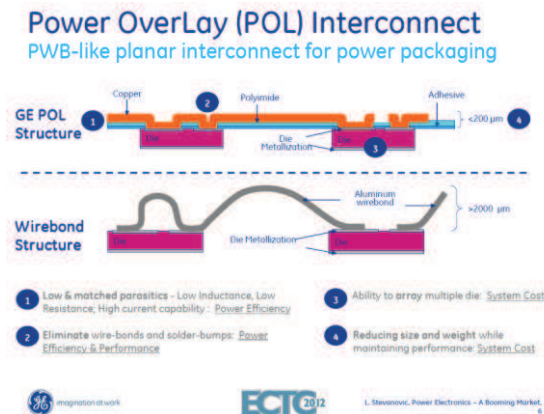 Power OverLay (POL) Interconnect
PWB-like planar interconnect for power packaging
Copper
Polyimide
Adhesive
GE POL
Structure
1
2
3
4
Die
Die
Metallization
Die
<200 µm
Aluminum
wirebond
>2000 µm
Wirebond
Structure
Die Metallization
Die
Die
1 Low & matched parasitics - Low Inductance, Low
Resistance; High current capability : Power Efficiency
2 Eliminate wire-bonds and solder-bumps: Power
Efficiency & Performance
3 Ability to array multiple die: System Cost
4 Reducing size and weight while
maintaining performance: System Cost
imagination at work
ECTC 2012
L. Stevanovic, Power Electronics – A Booming Market,